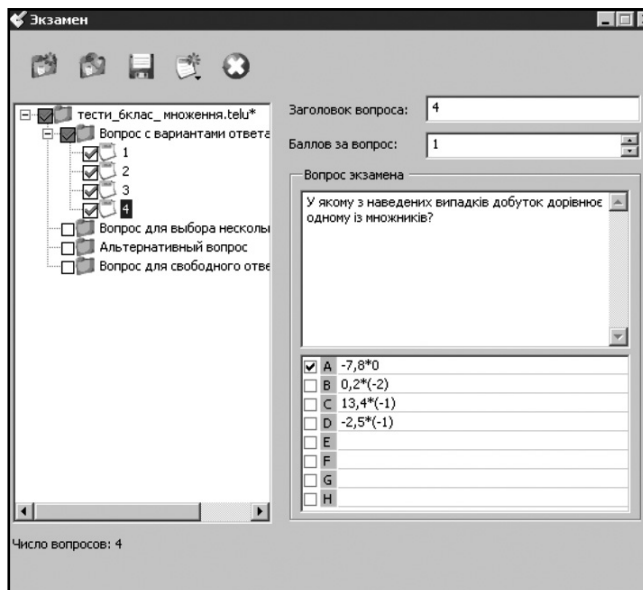 Экзамен
тести_6клас_ множення.telu*
Вопрос с вариантами ответа
1
2
3
4
Вопрос для выбора нескольк
Альтернативный вопрос
Вопрос для свободного отве
Число вопросов: 4
Заголовок вопроса: 4
Баллов за вопрос: 1
Вопрос экзамена
У якому з наведених випадків добуток дорівнює
одному із множників?
A -7,8*0
B 0,2*(-2)
C 13,4*(-1)
D -2,5*(-1)
E
F
G
H